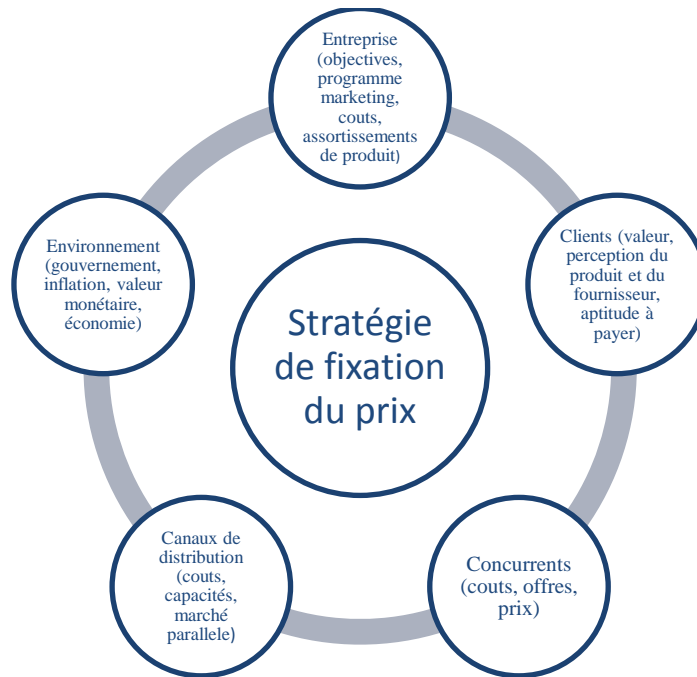 Entreprise
(objectives,
programme
marketing,
couts,
assortissements
de produit)
Clients (valeur,
perception du
produit et du
fournisseur,
aptitude à
payer)
Concurrents
(couts, offres,
prix)
Canaux de
distribution
(couts,
capacités,
marché
parallele)
Environnement
(gouvernement,
inflation, valeur
monétaire,
économie)
Stratégie
de fixation
du prix